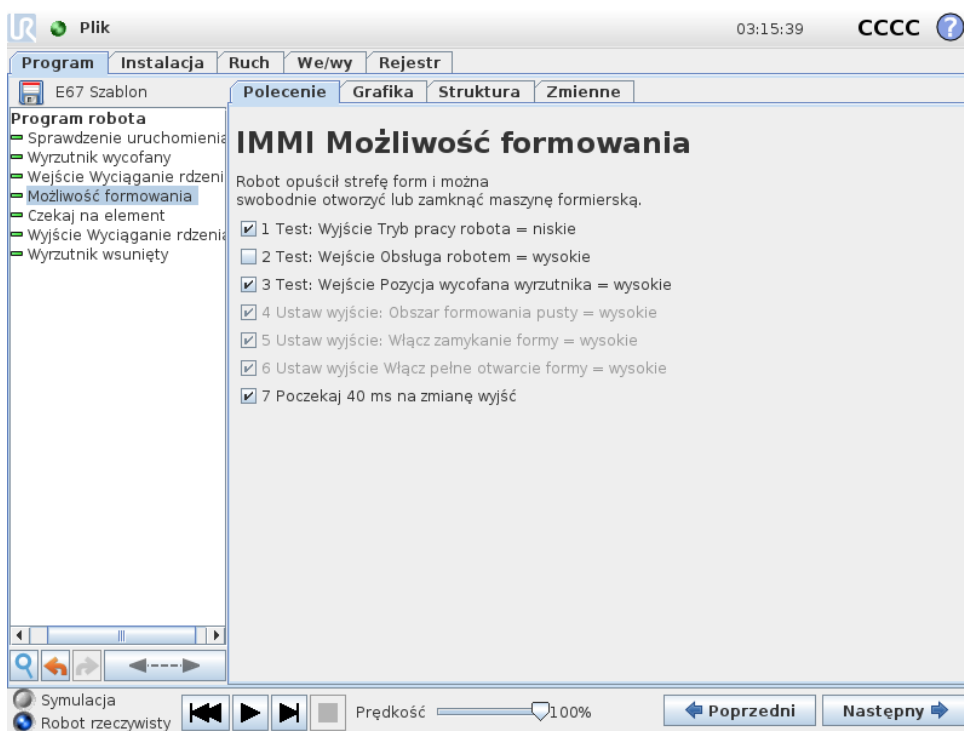 UR Plik 03:15:39 CCCC ?
Program Instalacja Ruch We/wy Rejestr
E67 Szablon
Polecenie Grafika Struktura Zmienne
Program robota
Sprawdzenie uruchomienia
Wyrzutnik wycofany
Wejście Wyciąganie rdzeni
Możliwość formowania
Czekaj na element
Wyjście Wyciąganie rdzenia
Wyrzutnik wsunięty
IMMI Możliwość formowania
Robot opuścił strefę form i można
swobodnie otworzyć lub zamknąć maszynę formierską.
1 Test: Wyjście Tryb pracy robota = niskie
2 Test: Wejście Obsługa robotem = wysokie
3 Test: Wejście Pozycja wycofana wyrzutnika = wysokie
4 Ustaw wyjście: Obszar formowania pusty = wysokie
5 Ustaw wyjście: Włącz zamykanie formy = wysokie
6 Ustaw wyjście Włącz pełne otwarcie formy = wysokie
7 Poczekaj 40 ms na zmianę wyjść
Symulacja
Robot rzeczywisty
Prędkość 100%
Poprzedni Następny